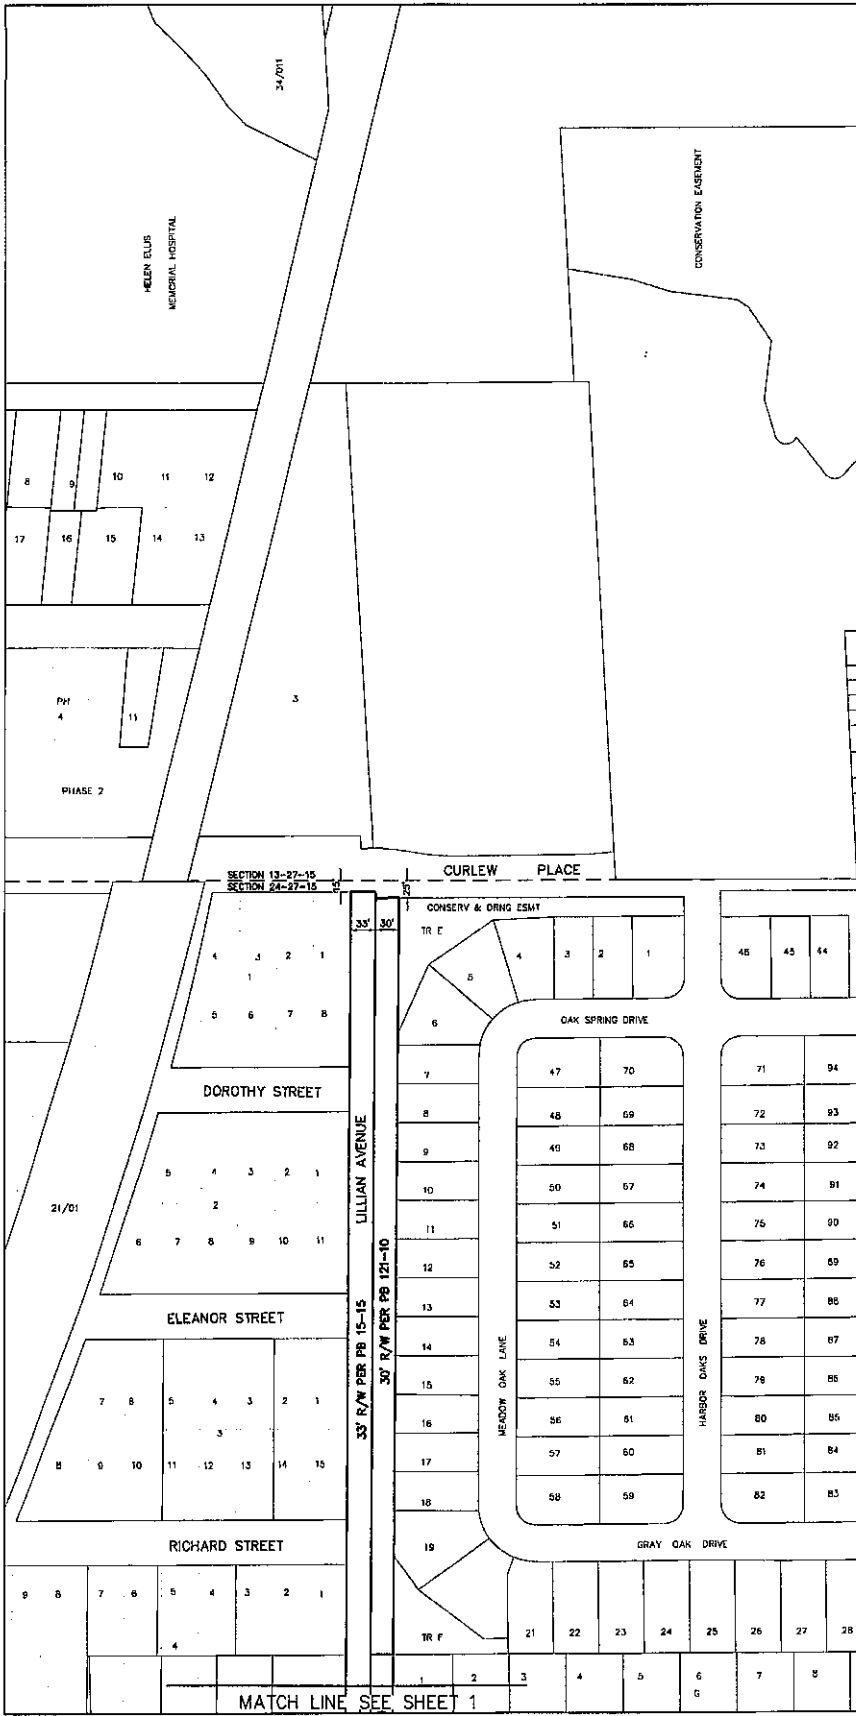 34/011
HELEN ELLIS
MEMORIAL HOSPITAL
CONSERVATION EASEMENT
8 9 10 11 12
17 16 15 14 13
3
PH
4
11
PHASE 2
SECTION 13-27-15
SECTION 24-27-15
15'
25'
CURLEW PLACE
CONSERV & DRNG ESMT
33' 30'
TR E
4 3 2 1
1
5 6 7 8
6 5 4 3 2 1
46 45 44
OAK SPRING DRIVE
DOROTHY STREET
7 47 70 71 94
8 48 69 72 93
9 49 68 73 92
10 50 67 74 91
11 51 66 75 90
12 52 65 76 89
13 53 64 77 88
14 54 63 78 87
15 55 62 79 86
16 56 61 80 85
17 57 60 81 84
18 58 59 82 83
19
LILLIAN AVENUE
33' R/W PER PB 15-15
30' R/W PER PB 121-10
MEADOW OAK LANE
HARBOR OAKS DRIVE
21/01
5 4 3 2 1
2
6 7 8 9 10 11
ELEANOR STREET
7 6 5 4 3 2 1
3
8 9 10 11 12 13 14 15
RICHARD STREET
GRAY OAK DRIVE
9 8 7 6 5 4 3 2 1
4
TR F
21 22 23 24 25 26 27 28
1 2 3 4 5 6 7 8
G
MATCH LINE SEE SHEET 1